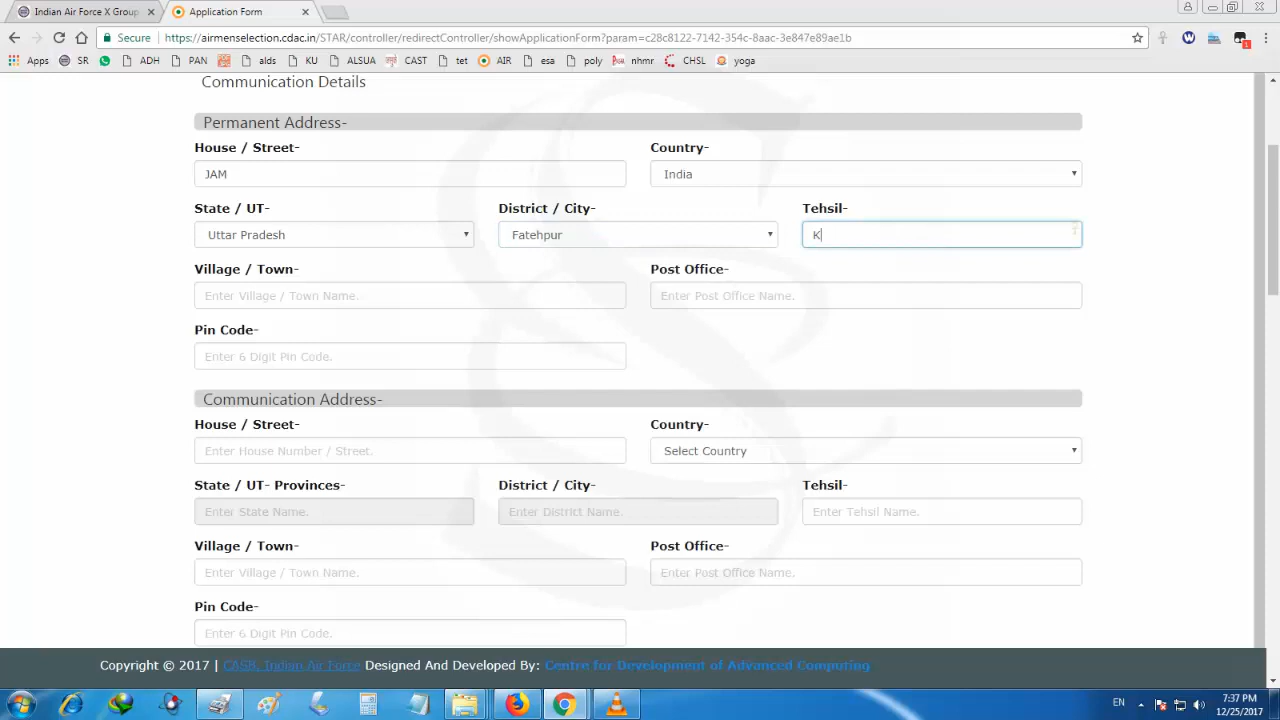 Indian Air Force X Group
Application Form
Secure https://airmenselection.cdac.in/STAR/controller/redirectController/showApplicationForm?param=c28c8122-7142-354c-8aac-3e847e89ae1b
Apps SR ADH PAN alds KU ALSUA CAST tet AIR esa poly nhmr CHSL yoga
Communication Details
Permanent Address-
House / Street- Country-
JAM India
State / UT- District / City- Tehsil-
Uttar Pradesh Fatehpur K
Village / Town- Post Office-
Enter Village / Town Name. Enter Post Office Name.
Pin Code-
Enter 6 Digit Pin Code.
Communication Address-
House / Street- Country-
Enter House Number / Street. Select Country
State / UT- Provinces- District / City- Tehsil-
Enter State Name. Enter District Name. Enter Tehsil Name.
Village / Town- Post Office-
Enter Village / Town Name. Enter Post Office Name.
Pin Code-
Enter 6 Digit Pin Code.
Copyright © 2017 | CASB, Indian Air Force Designed And Developed By: Centre for Development of Advanced Computing
EN 7:37 PM
12/25/2017